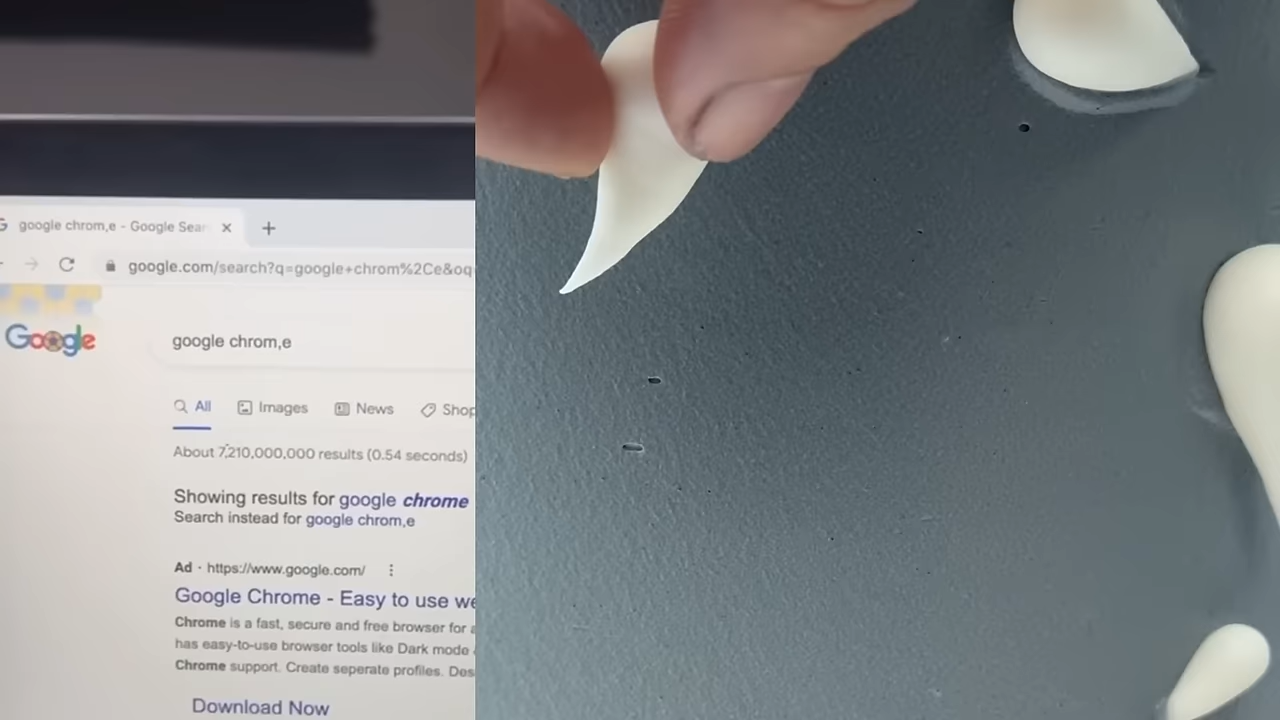 google chrom,e - Google Sear
google.com/search?q=google+chrom%2Ce&oq
Google
google chrom,e
All Images News Shop
About 7,210,000,000 results (0.54 seconds)
Showing results for google chrome
Search instead for google chrom,e
Ad · https://www.google.com/
Google Chrome - Easy to use we
Chrome is a fast, secure and free browser for a
has easy-to-use browser tools like Dark mode
Chrome support. Create seperate profiles. Des
Download Now